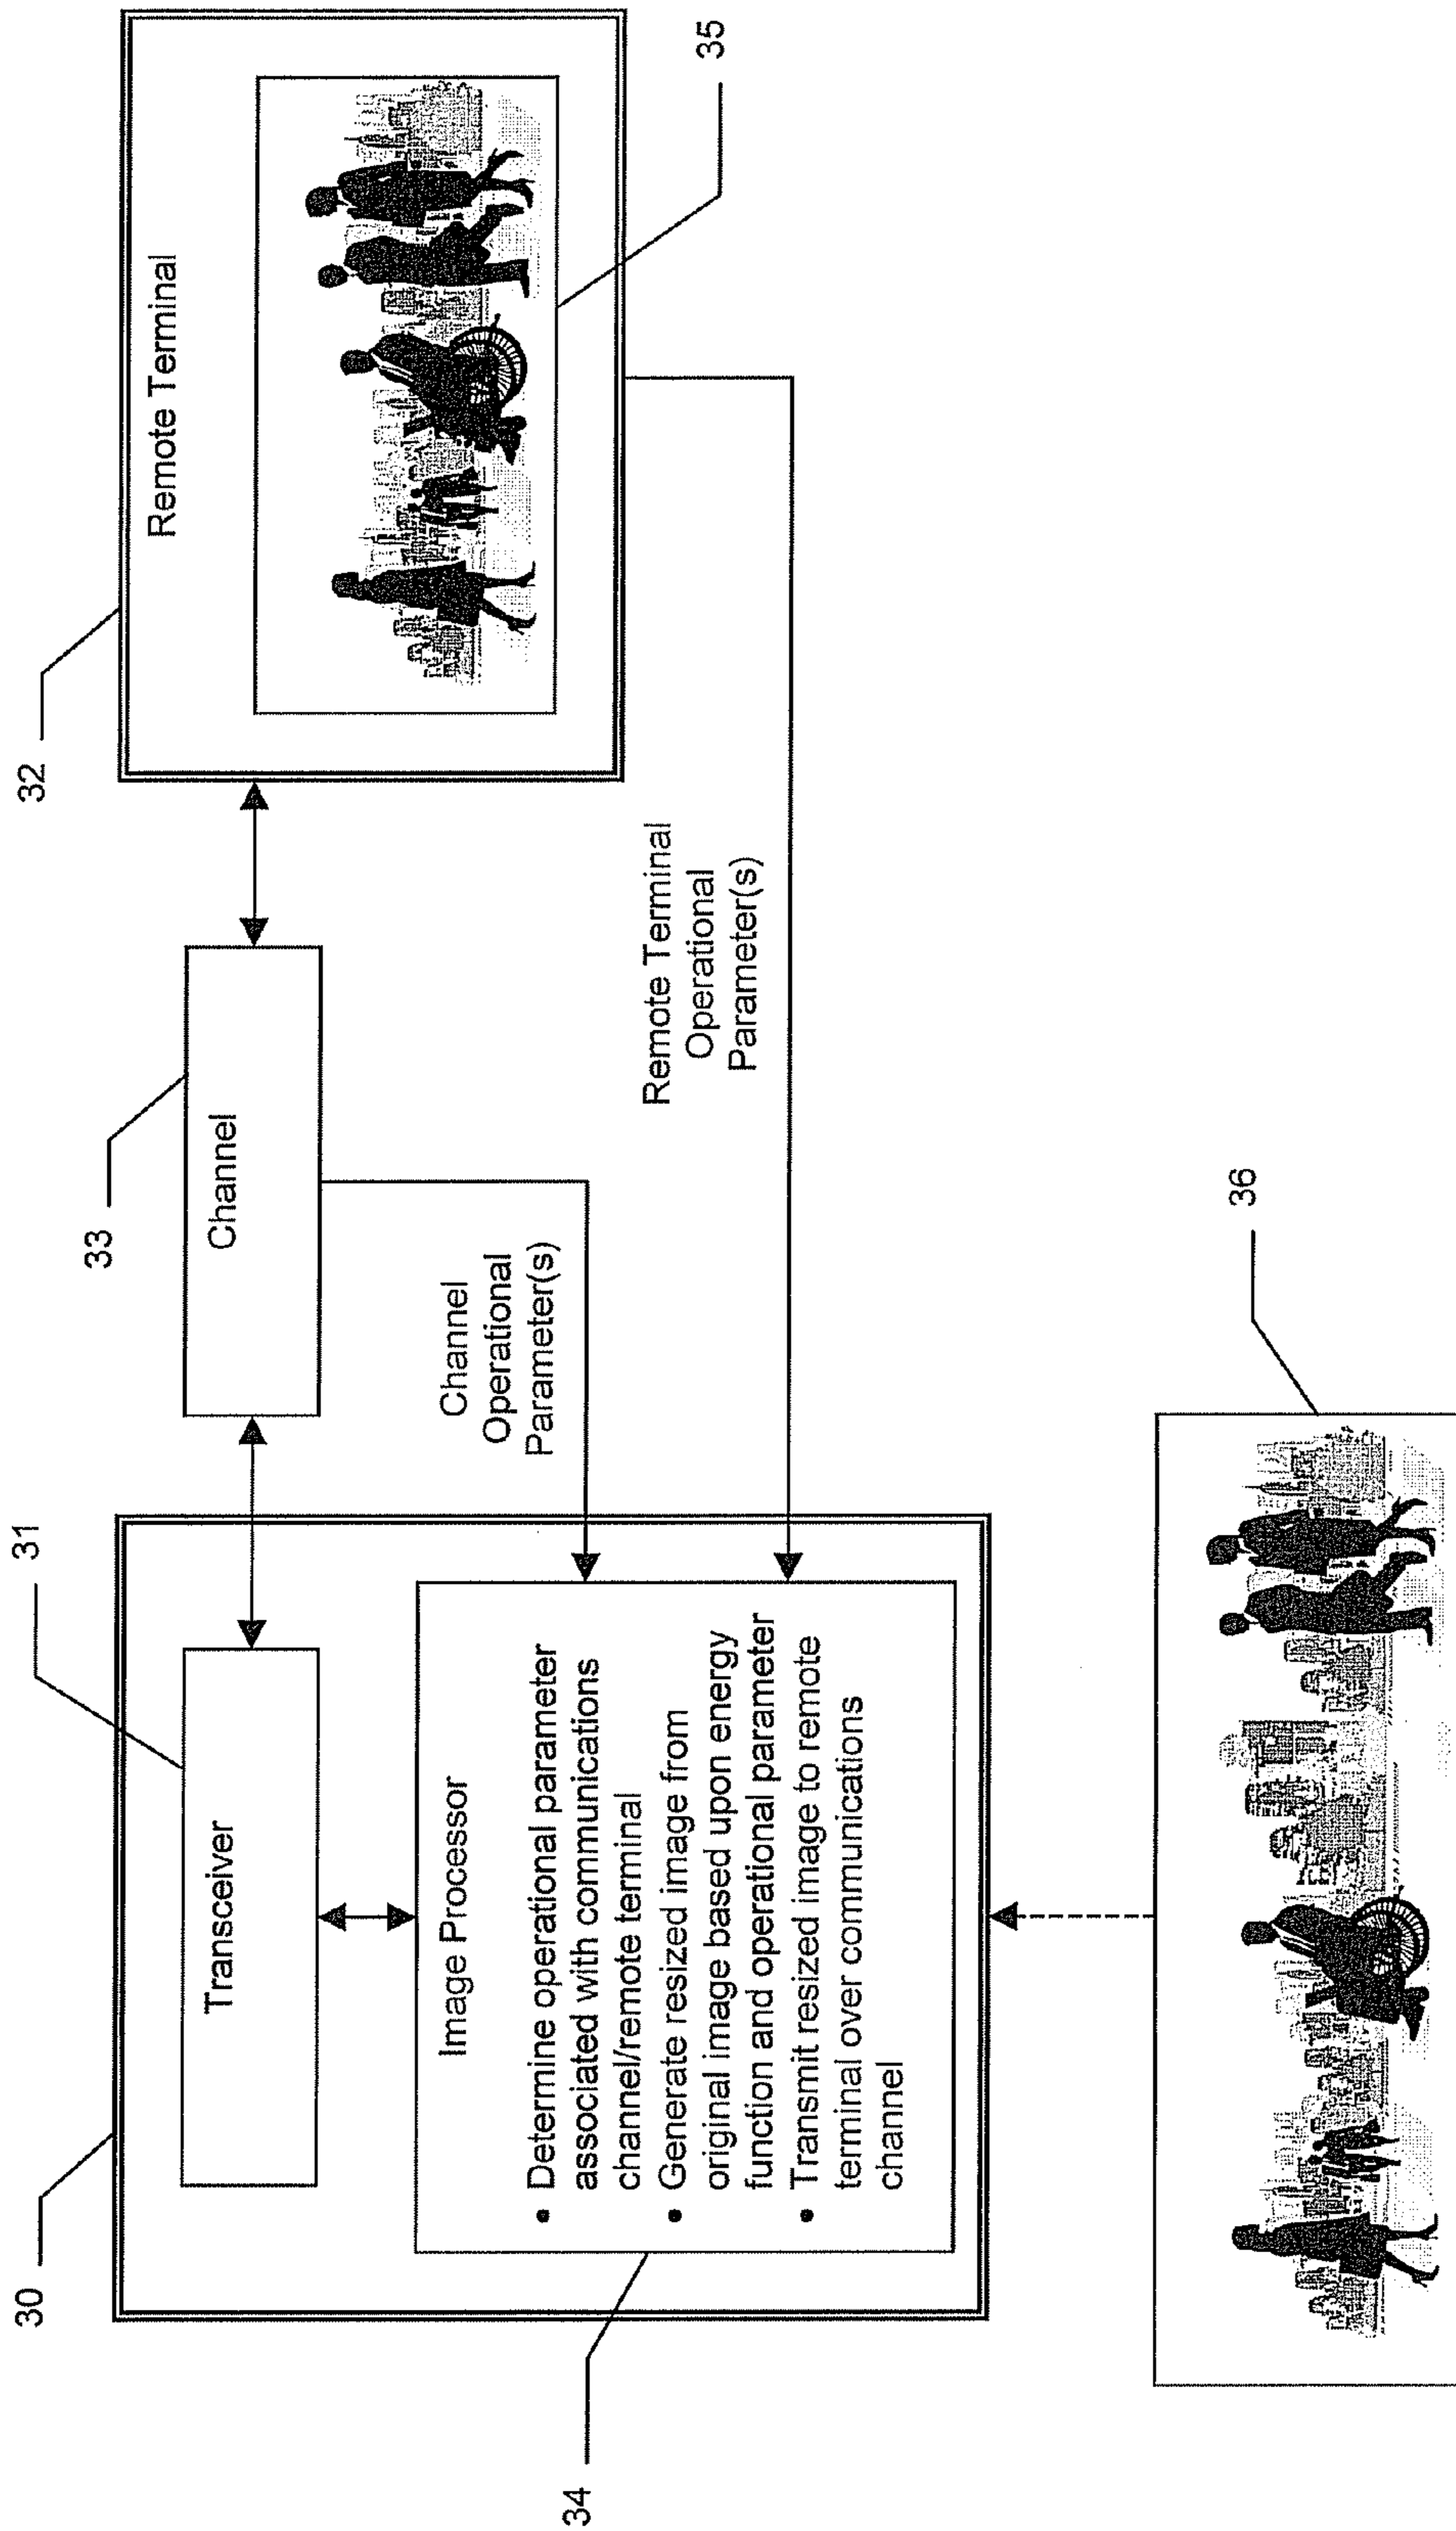 30
31
33
32
Transceiver
Channel
Remote Terminal
Image Processor
• Determine operational parameter
associated with communications
channel/remote terminal
• Generate resized image from
original image based upon energy
function and operational parameter
• Transmit resized image to remote
terminal over communications
channel
Channel
Operational
Parameter(s)
Remote Terminal
Operational
Parameter(s)
34
35
36